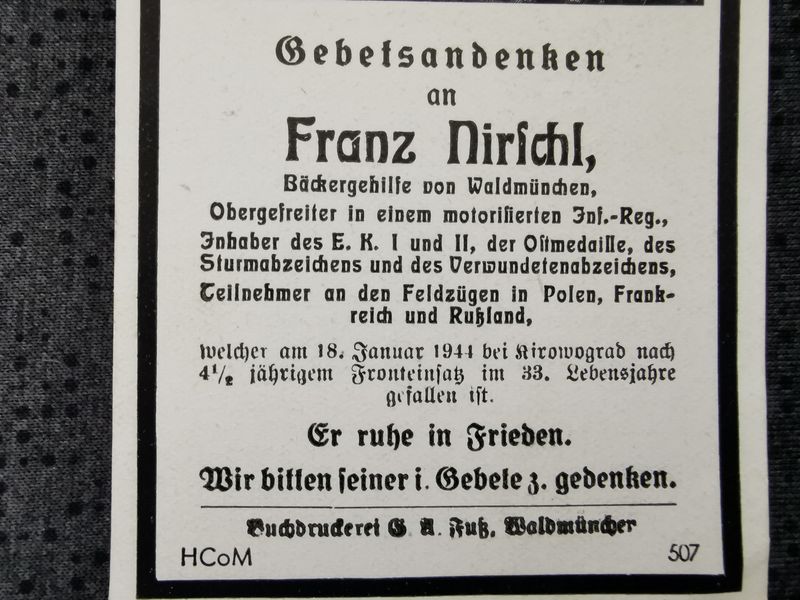 Gebetsandenken
an
Franz Nirschl,
Bäckergehilfe von Waldmünchen,
Obergefreiter in einem motorisierten Inf.-Reg.,
Inhaber des E. K. I und II, der Ostmedaille, des
Sturmabzeichens und des Verwundetenabzeichens,
Teilnehmer an den Feldzügen in Polen, Frank-
reich und Rußland,
welcher am 18. Januar 1944 bei Kirowograd nach
4 1/2 jährigem Fronteinsatz im 33. Lebensjahre
gefallen ist.
Er ruhe in Frieden.
Wir bitten seiner i. Gebete z. gedenken.
Buchdruckerei G. A. Fuß, Waldmünchen
HCoM 507